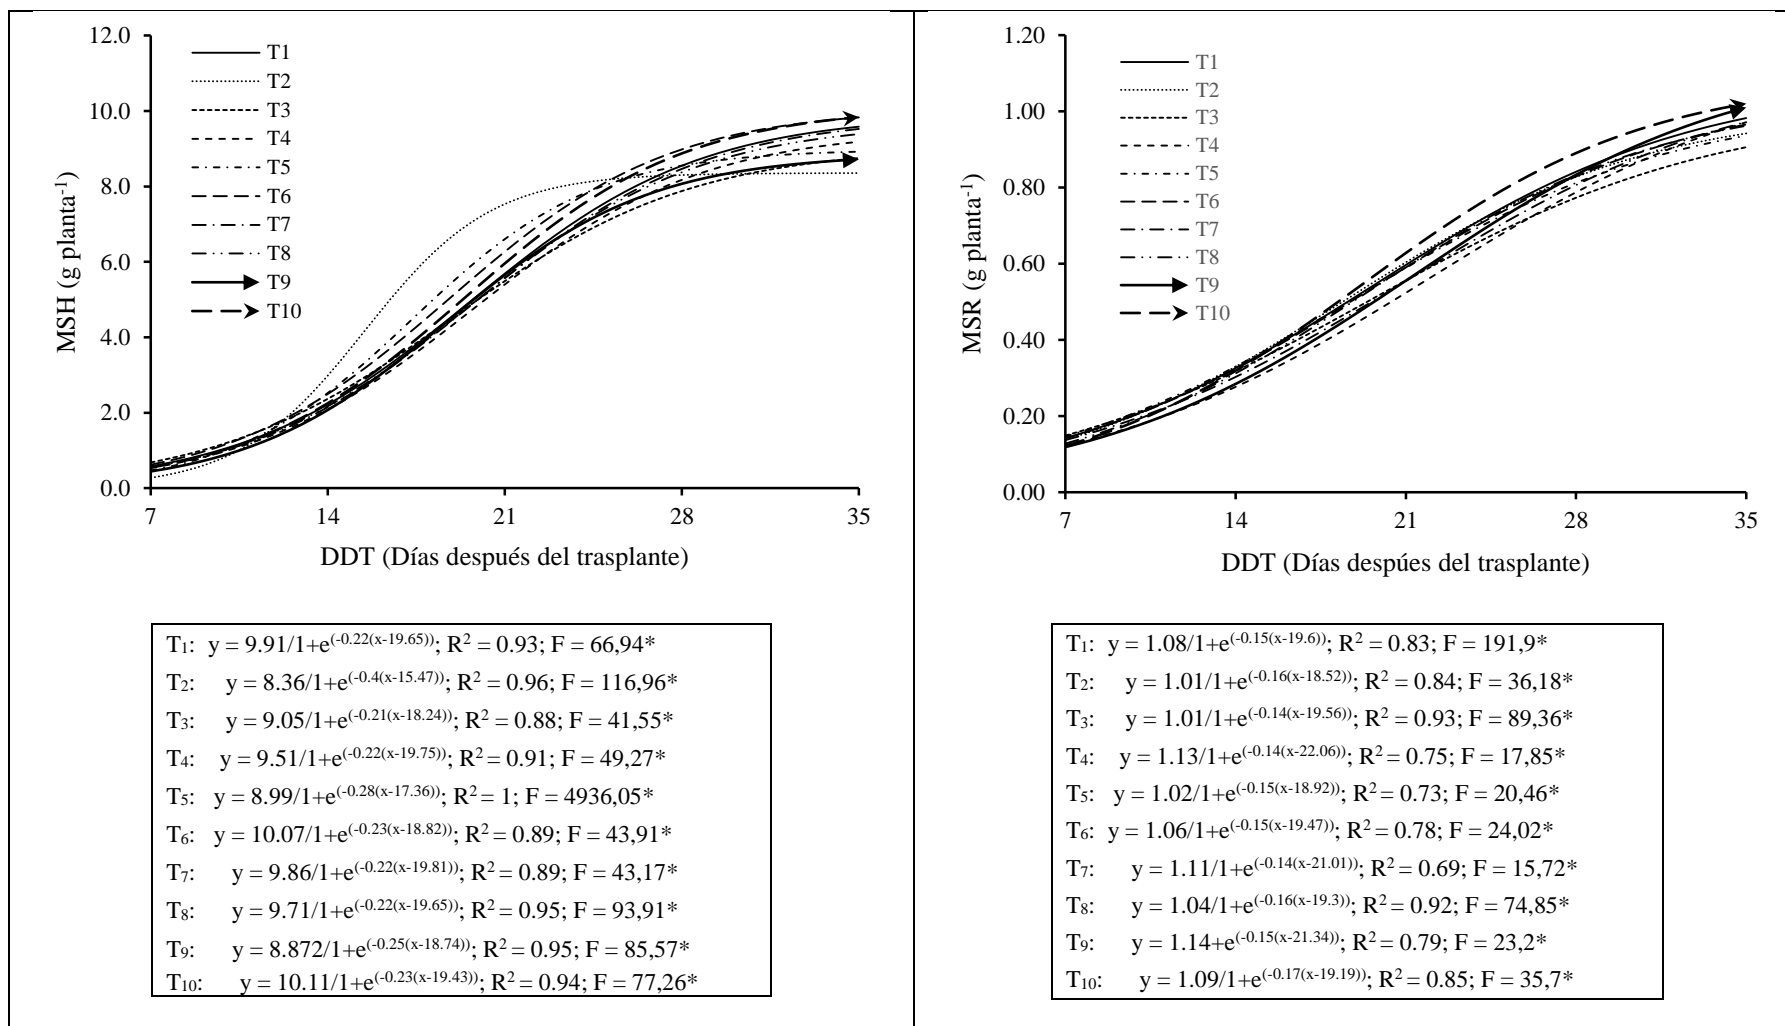 12.0
10.0
8.0
6.0
4.0
2.0
0.0
MSH (g planta-1)
T1
T2
T3
T4
T5
T6
T7
T8
T9
T10
7 14 21 28 35
DDT (Días después del trasplante)
T1: y = 9.91/1+e(-0.22(x-19.65)); R2 = 0.93; F = 66,94*
T2: y = 8.36/1+e(-0.4(x-15.47)); R2 = 0.96; F = 116,96*
T3: y = 9.05/1+e(-0.21(x-18.24)); R2 = 0.88; F = 41,55*
T4: y = 9.51/1+e(-0.22(x-19.75)); R2 = 0.91; F = 49,27*
T5: y = 8.99/1+e(-0.28(x-17.36)); R2 = 1; F = 4936,05*
T6: y = 10.07/1+e(-0.23(x-18.82)); R2 = 0.89; F = 43,91*
T7: y = 9.86/1+e(-0.22(x-19.81)); R2 = 0.89; F = 43,17*
T8: y = 9.71/1+e(-0.22(x-19.65)); R2 = 0.95; F = 93,91*
T9: y = 8.872/1+e(-0.25(x-18.74)); R2 = 0.95; F = 85,57*
T10: y = 10.11/1+e(-0.23(x-19.43)); R2 = 0.94; F = 77,26*
1.20
1.00
0.80
0.60
0.40
0.20
0.00
MSR (g planta-1)
T1
T2
T3
T4
T5
T6
T7
T8
T9
T10
7 14 21 28 35
DDT (Días despúes del trasplante)
T1: y = 1.08/1+e(-0.15(x-19.6)); R2 = 0.83; F = 191,9*
T2: y = 1.01/1+e(-0.16(x-18.52)); R2 = 0.84; F = 36,18*
T3: y = 1.01/1+e(-0.14(x-19.56)); R2 = 0.93; F = 89,36*
T4: y = 1.13/1+e(-0.14(x-22.06)); R2 = 0.75; F = 17,85*
T5: y = 1.02/1+e(-0.15(x-18.92)); R2 = 0.73; F = 20,46*
T6: y = 1.06/1+e(-0.15(x-19.47)); R2 = 0.78; F = 24,02*
T7: y = 1.11/1+e(-0.14(x-21.01)); R2 = 0.69; F = 15,72*
T8: y = 1.04/1+e(-0.16(x-19.3)); R2 = 0.92; F = 74,85*
T9: y = 1.14+e(-0.15(x-21.34)); R2 = 0.79; F = 23,2*
T10: y = 1.09/1+e(-0.17(x-19.19)); R2 = 0.85; F = 35,7*